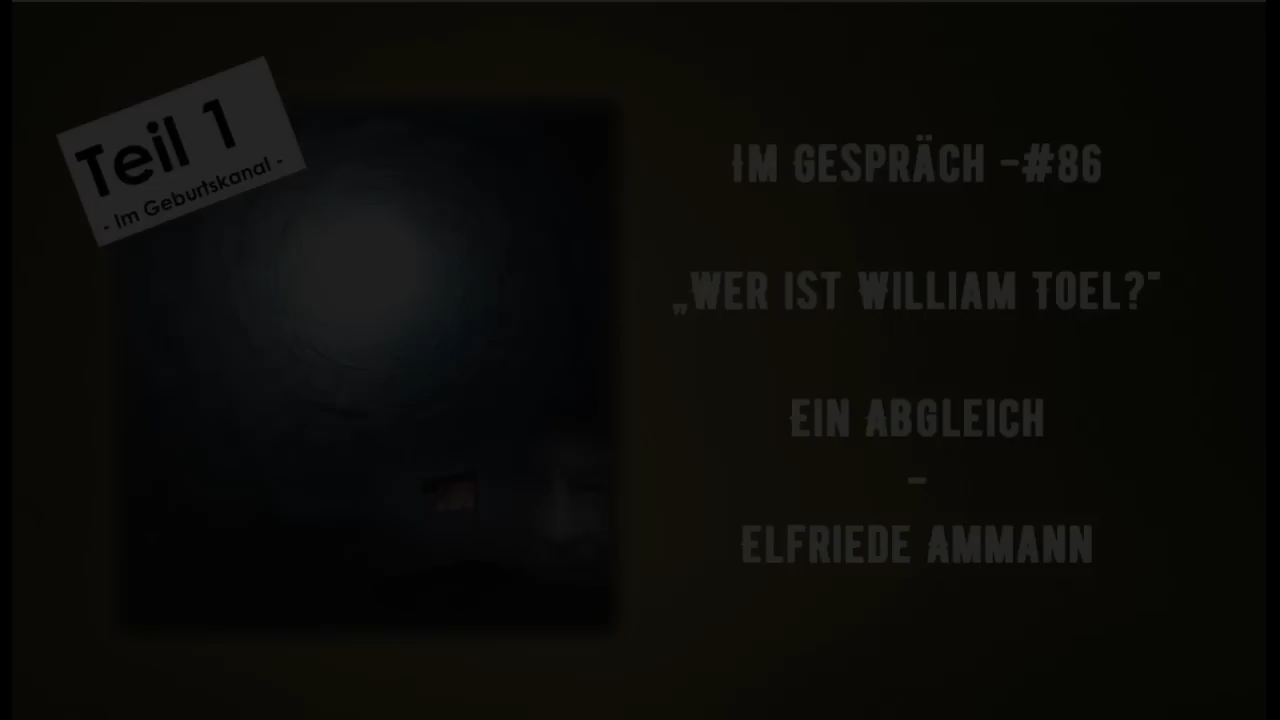 Teil 1
- Im Geburtskanal -
Im Gespräch -#86
„Wer ist William Toel?"
Ein Abgleich
-
Elfriede Ammann